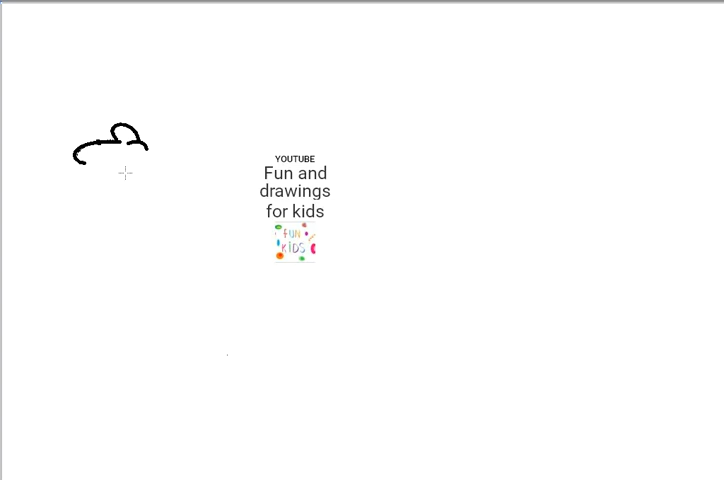 YOUTUBE
Fun and
drawings
for kids
FUN
KIDS